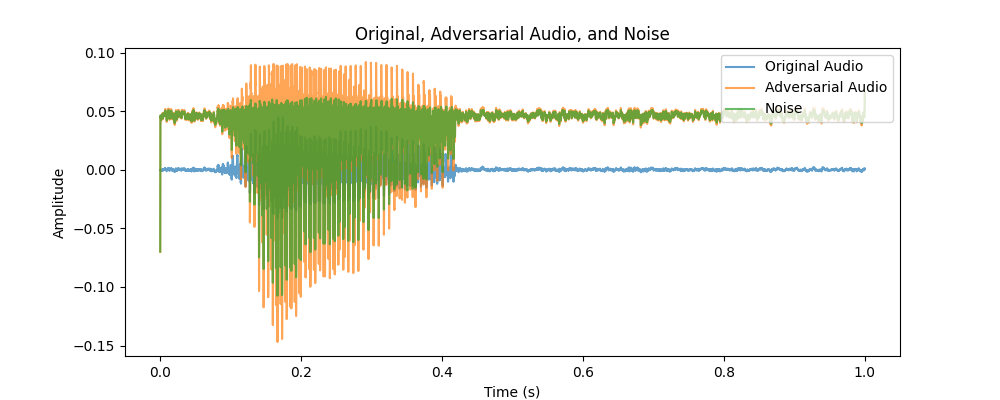 Original, Adversarial Audio, and Noise
Original Audio
Adversarial Audio
Noise
0.10
0.05
0.00
−0.05
−0.10
−0.15
Amplitude
0.0
0.2
0.4
0.6
0.8
1.0
Time (s)